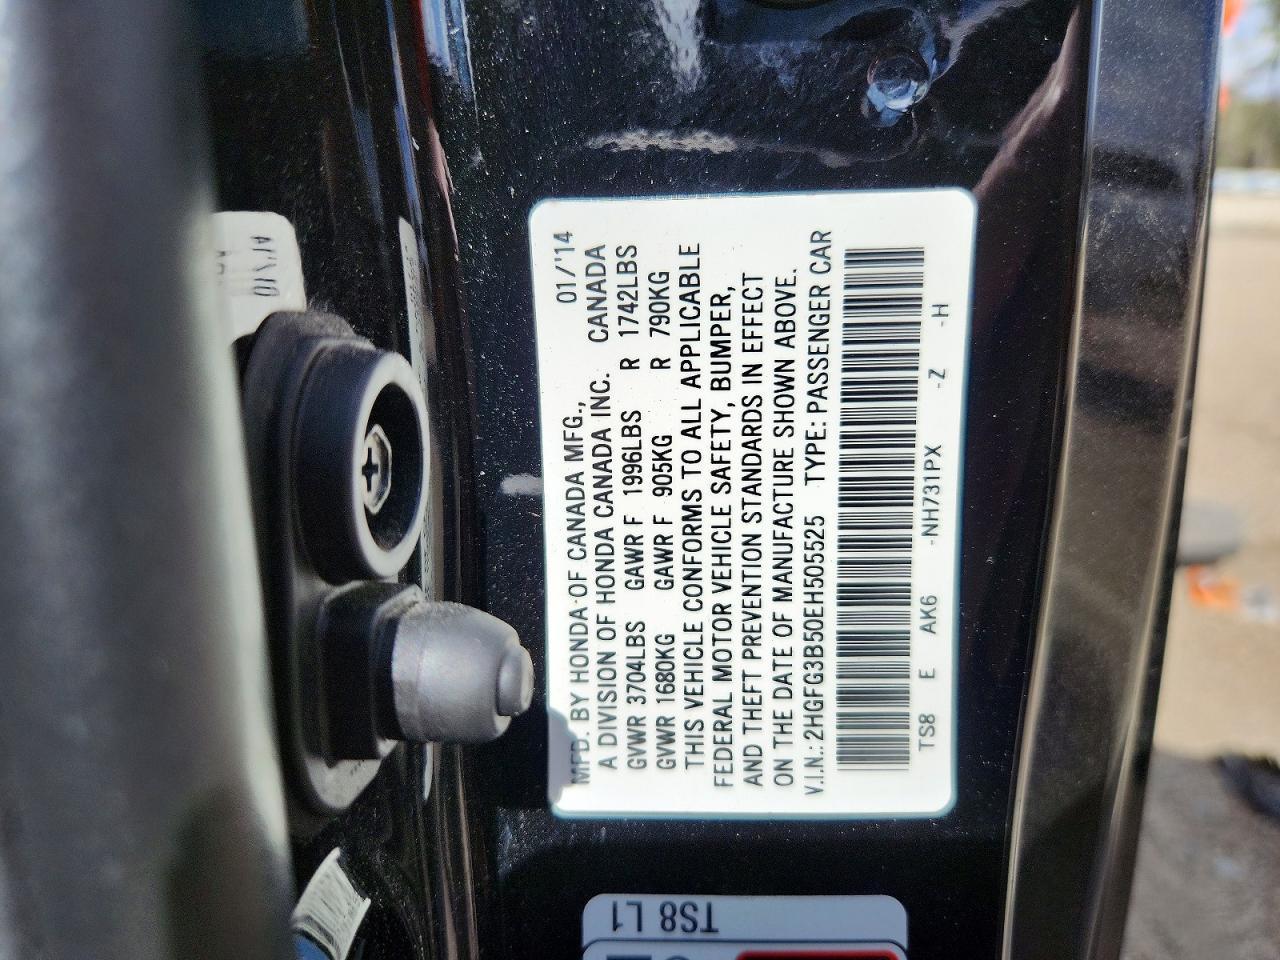 MFD. BY HONDA OF CANADA MFG., 01/'14
A DIVISION OF HONDA CANADA INC. CANADA
GVWR 3704LBS GAWR F 1996LBS R 1742LBS
GVWR 1680KG GAWR F 905KG R 790KG
THIS VEHICLE CONFORMS TO ALL APPLICABLE
FEDERAL MOTOR VEHICLE SAFETY, BUMPER,
AND THEFT PREVENTION STANDARDS IN EFFECT
ON THE DATE OF MANUFACTURE SHOWN ABOVE.
V.I.N.: 2HGFG3B50EH505525 TYPE: PASSENGER CAR
TS8 E AK6 -NH731PX -Z -H
TS8 L1